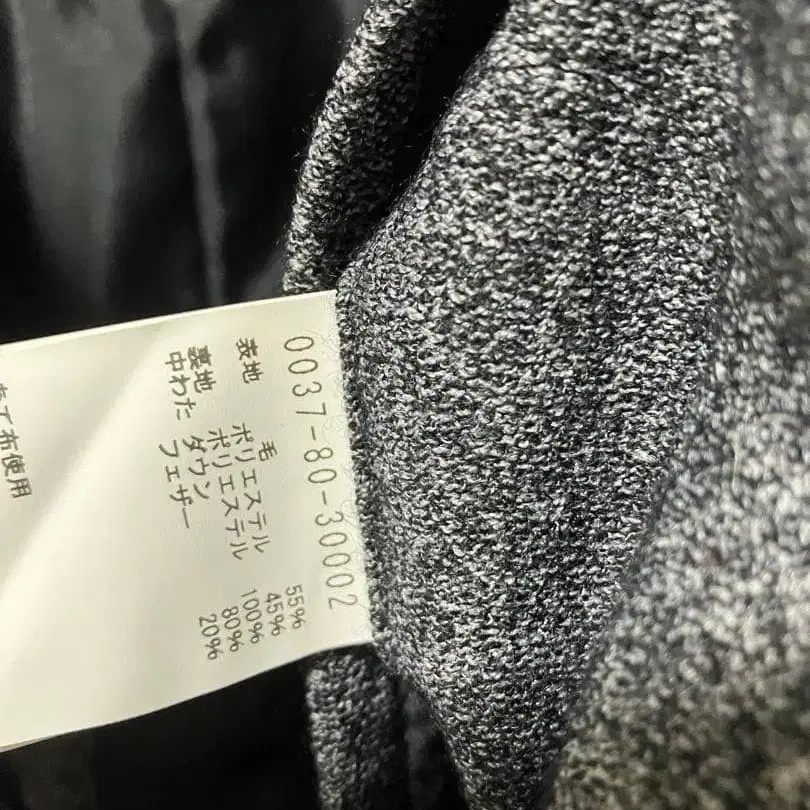 0037-80-30002
表地 毛 55%
ポリエステル 45%
裏地 ポリエステル 100%
中わた ダウン 80%
フェザー 20%
布使用